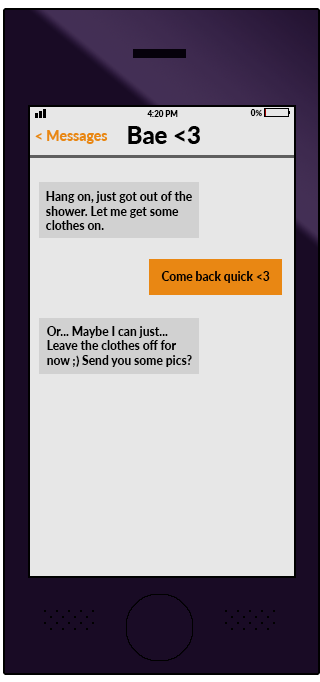 4:20 PM 0%
< Messages Bae <3
Hang on, just got out of the
shower. Let me get some
clothes on.
Come back quick <3
Or... Maybe I can just...
Leave the clothes off for
now ;) Send you some pics?